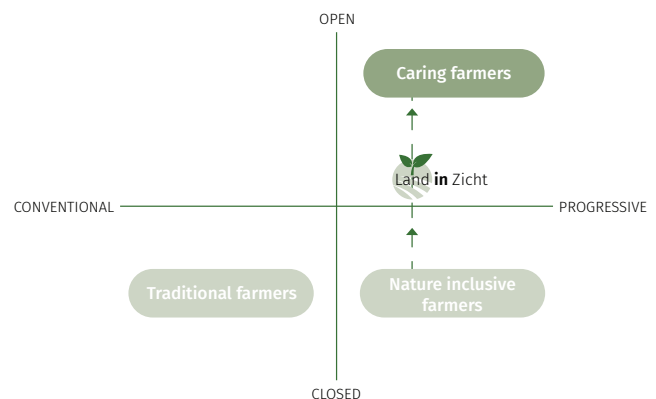 OPEN
Caring farmers
Land in Zicht
CONVENTIONAL
PROGRESSIVE
Traditional farmers
Nature inclusive
farmers
CLOSED